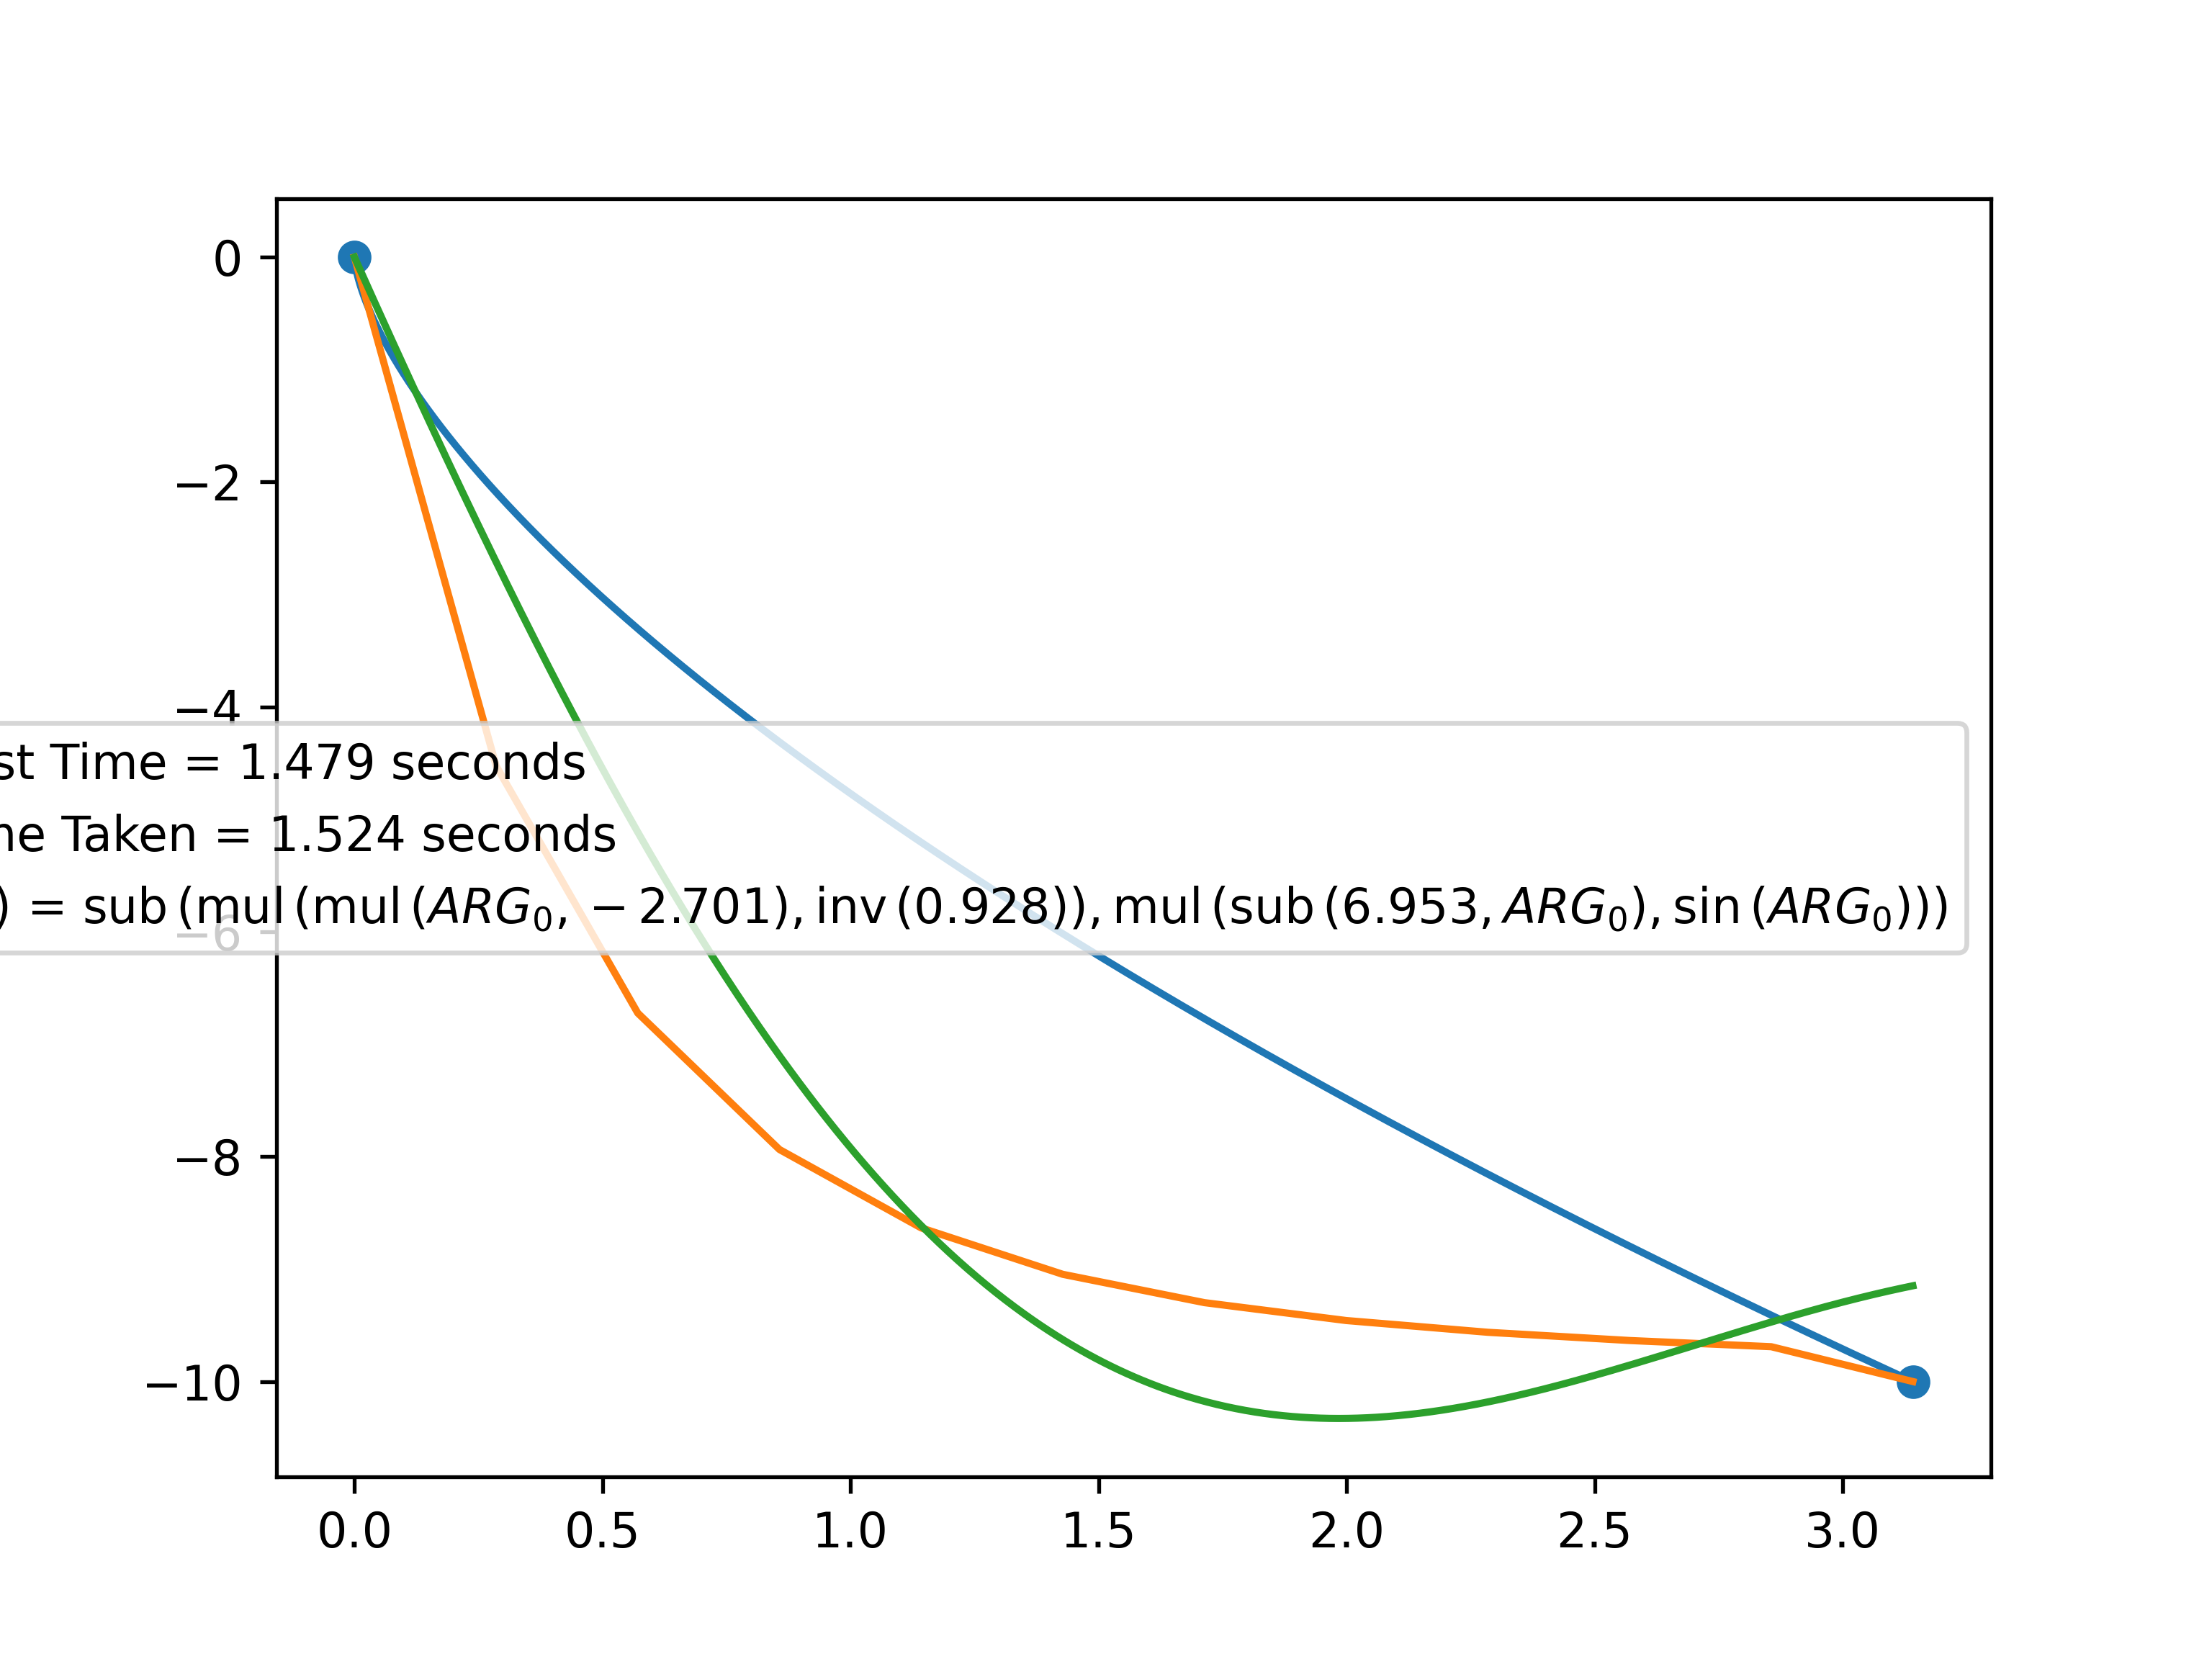 0
−2
−4
st Time = 1.479 seconds
ne Taken = 1.524 seconds
) = sub (mul (mul (ARG₀, − 2.701), inv (0.928)), mul (sub (6.953, ARG₀), sin (ARG₀)))
−6
−8
−10
0.0 0.5 1.0 1.5 2.0 2.5 3.0